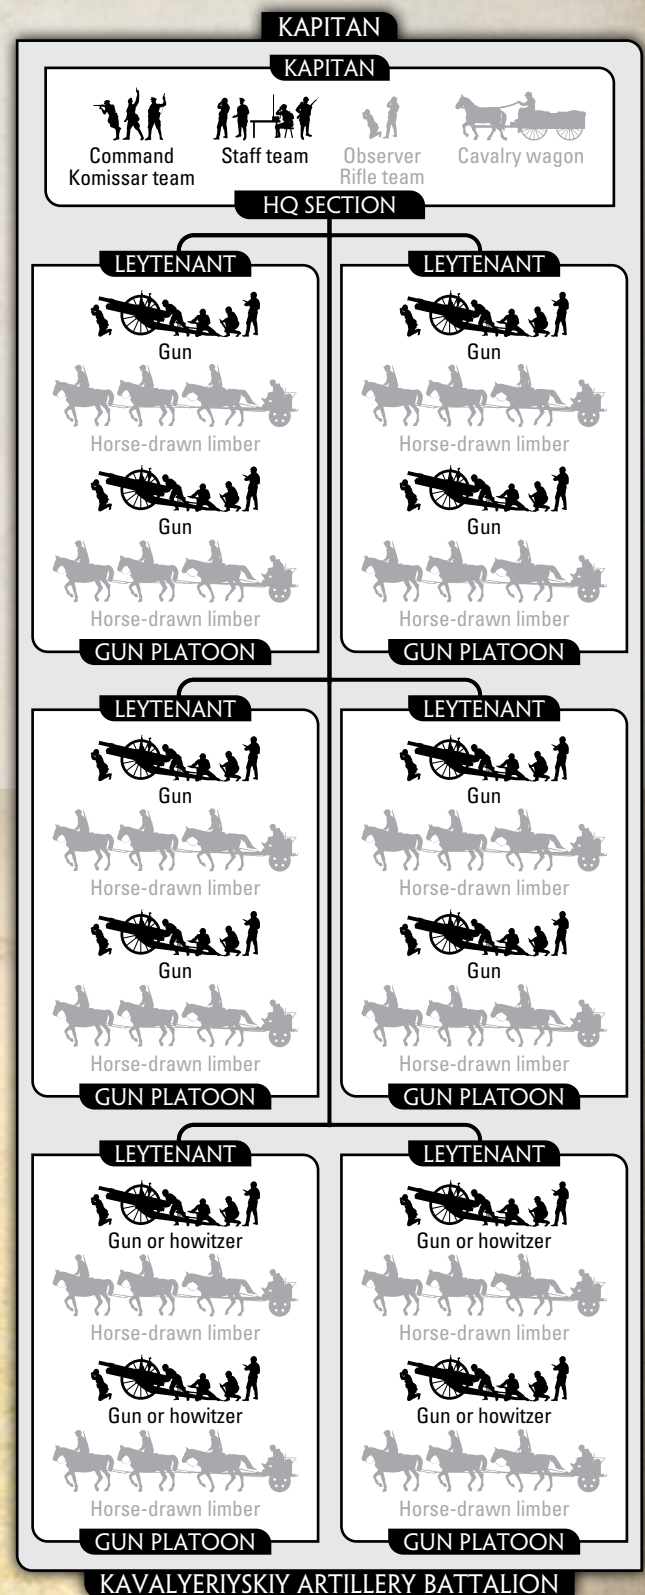 KAPITAN
KAPITAN
Command
Komissar team
Staff team
Observer
Rifle team
Cavalry wagon
HQ SECTION
LEYTENANT
Gun
Horse-drawn limber
Gun
Horse-drawn limber
GUN PLATOON
LEYTENANT
Gun
Horse-drawn limber
Gun
Horse-drawn limber
GUN PLATOON
LEYTENANT
Gun
Horse-drawn limber
Gun
Horse-drawn limber
GUN PLATOON
LEYTENANT
Gun
Horse-drawn limber
Gun
Horse-drawn limber
GUN PLATOON
LEYTENANT
Gun or howitzer
Horse-drawn limber
Gun or howitzer
Horse-drawn limber
GUN PLATOON
LEYTENANT
Gun or howitzer
Horse-drawn limber
Gun or howitzer
Horse-drawn limber
GUN PLATOON
KAVALYERIYSKIY ARTILLERY BATTALION